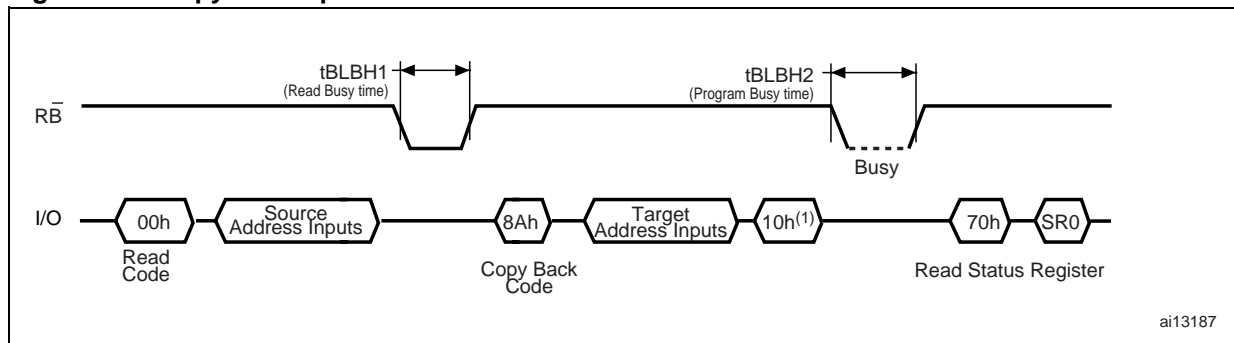 tBLBH1
(Read Busy time)
tBLBH2
(Program Busy time)
RB̅
Busy
I/O
00h
Source
Address Inputs
8Ah
Target
Address Inputs
10h(1)
70h
SR0
Read
Code
Copy Back
Code
Read Status Register
ai13187